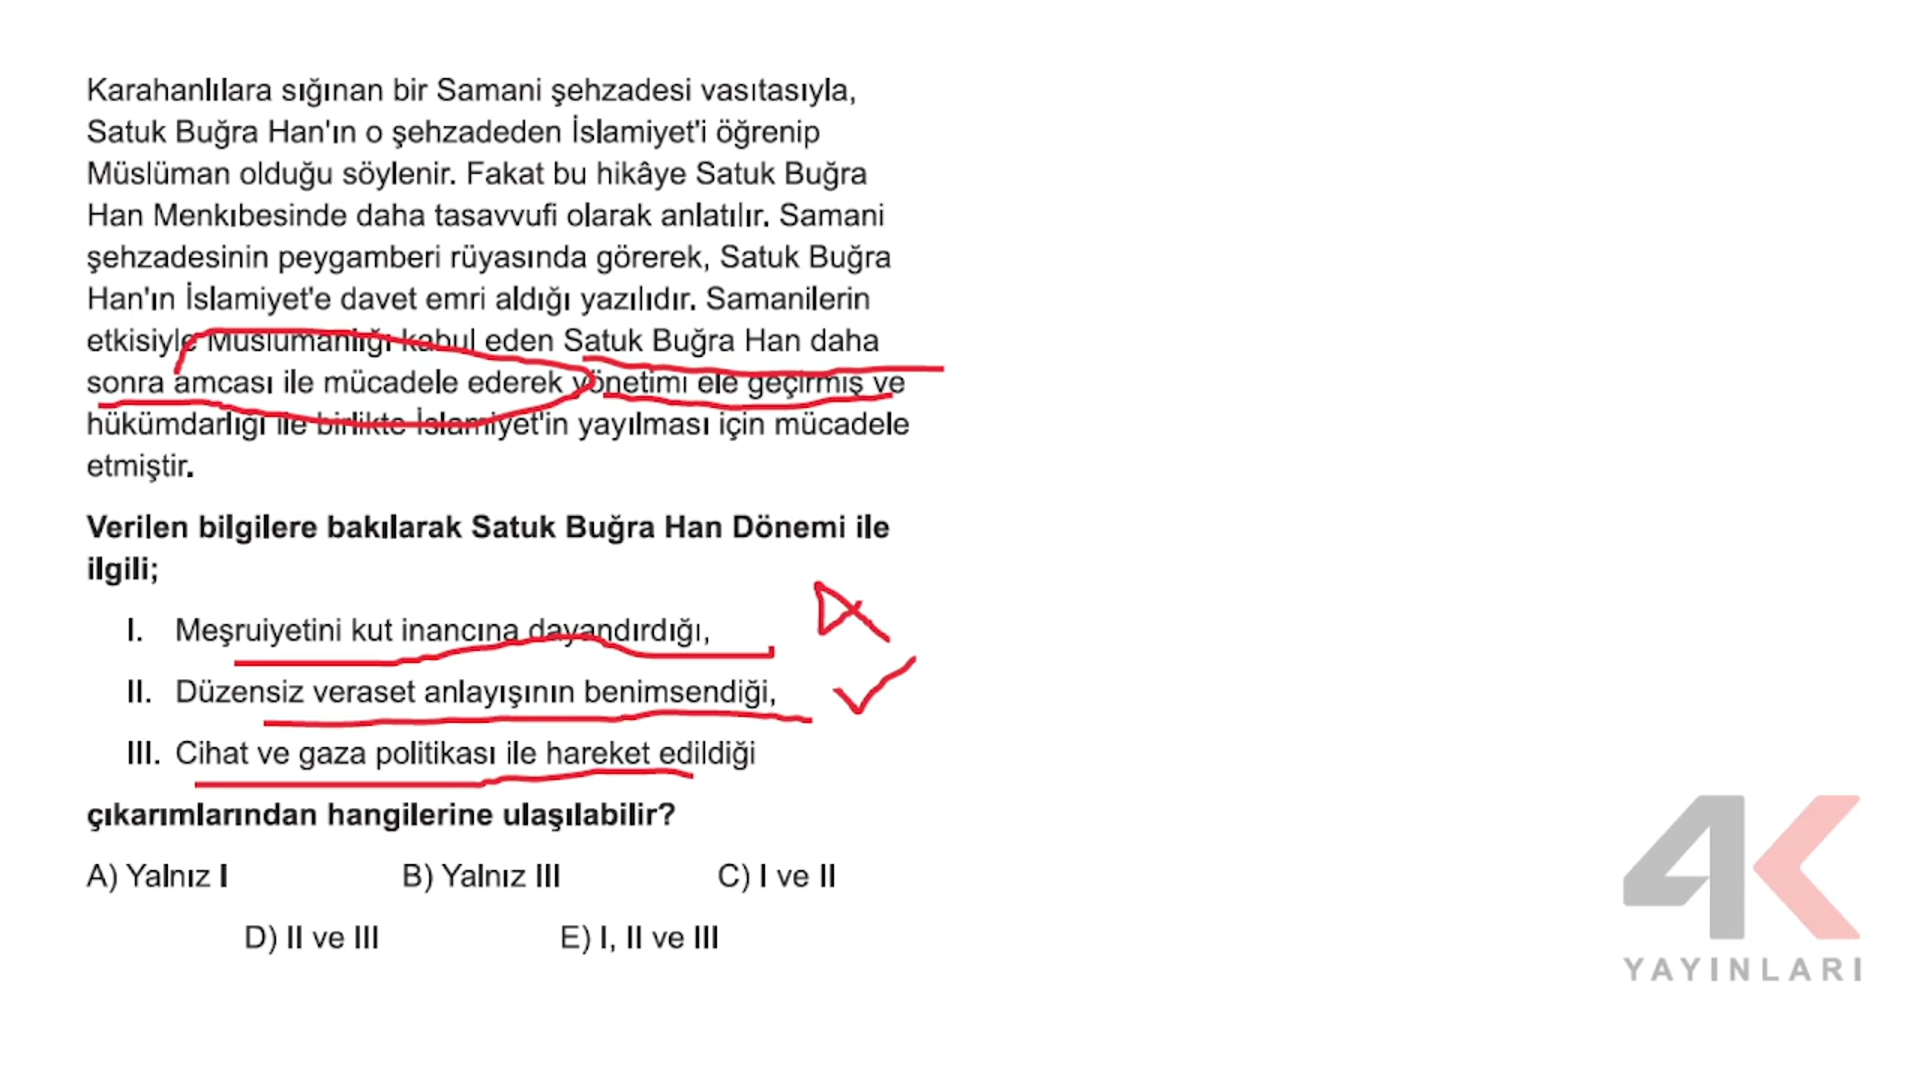 Karahanlılara sığınan bir Samani şehzadesi vasıtasıyla,
Satuk Buğra Han'ın o şehzadeden İslamiyet'i öğrenip
Müslüman olduğu söylenir. Fakat bu hikâye Satuk Buğra
Han Menkıbesinde daha tasavvufi olarak anlatılır. Samani
şehzadesinin peygamberi rüyasında görerek, Satuk Buğra
Han'ın İslamiyet'e davet emri aldığı yazılıdır. Samanilerin
etkisiyle Müslümanlığı kabul eden Satuk Buğra Han daha
sonra amcası ile mücadele ederek yönetimi ele geçirmiş ve
hükümdarlığı ile birlikte İslamiyet'in yayılması için mücadele
etmiştir.
Verilen bilgilere bakılarak Satuk Buğra Han Dönemi ile
ilgili;
I. Meşruiyetini kut inancına dayandırdığı,
II. Düzensiz veraset anlayışının benimsendiği,
III. Cihat ve gaza politikası ile hareket edildiği
çıkarımlarından hangilerine ulaşılabilir?
A) Yalnız I B) Yalnız III C) I ve II
D) II ve III E) I, II ve III
4K
YAYINLARI